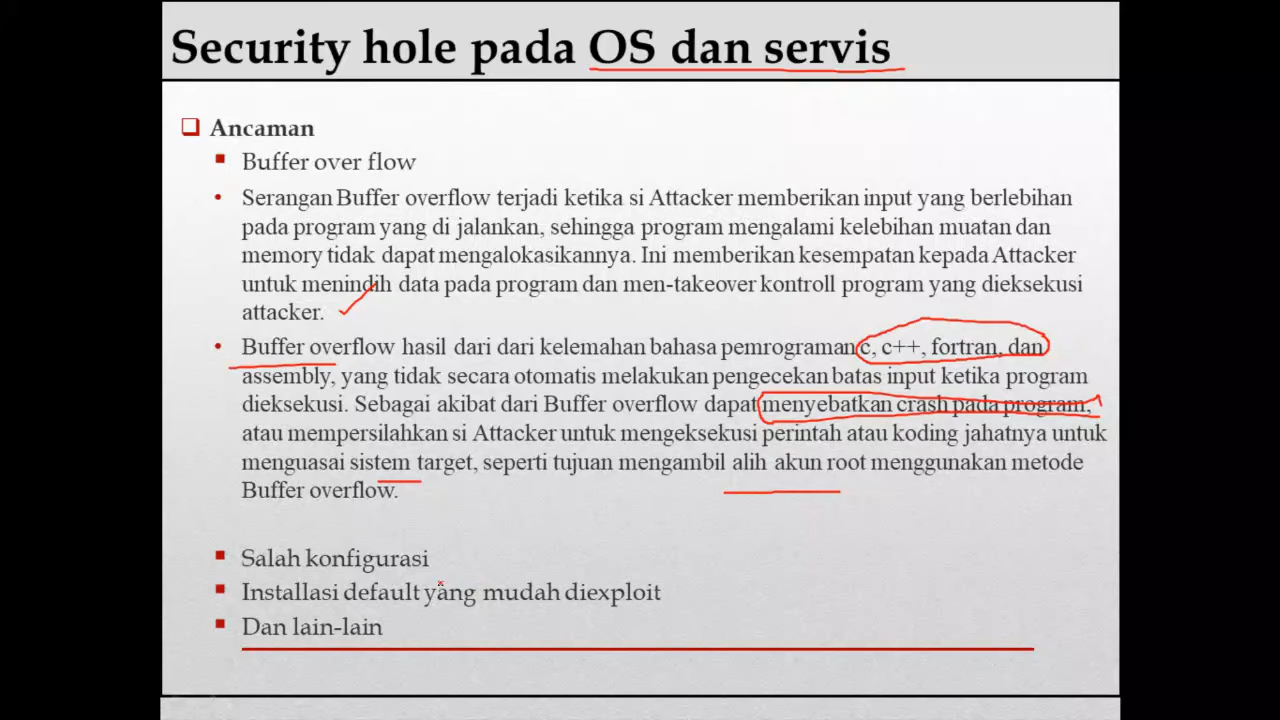 Security hole pada OS dan servis
Ancaman
Buffer over flow
Serangan Buffer overflow terjadi ketika si Attacker memberikan input yang berlebihan
pada program yang di jalankan, sehingga program mengalami kelebihan muatan dan
memory tidak dapat mengalokasikannya. Ini memberikan kesempatan kepada Attacker
untuk menindih data pada program dan men-takeover kontroll program yang dieksekusi
attacker.
Buffer overflow hasil dari dari kelemahan bahasa pemrograman c, c++, fortran, dan
assembly, yang tidak secara otomatis melakukan pengecekan batas input ketika program
dieksekusi. Sebagai akibat dari Buffer overflow dapat menyebatkan crash pada program,
atau mempersilahkan si Attacker untuk mengeksekusi perintah atau koding jahatnya untuk
menguasai sistem target, seperti tujuan mengambil alih akun root menggunakan metode
Buffer overflow.
Salah konfigurasi
Installasi default yang mudah diexploit
Dan lain-lain